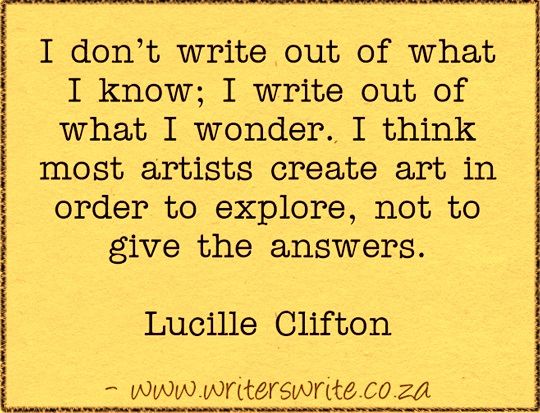 I don't write out of what
I know; I write out of
what I wonder. I think
most artists create art in
order to explore, not to
give the answers.
Lucille Clifton
- www.writerswrite.co.za